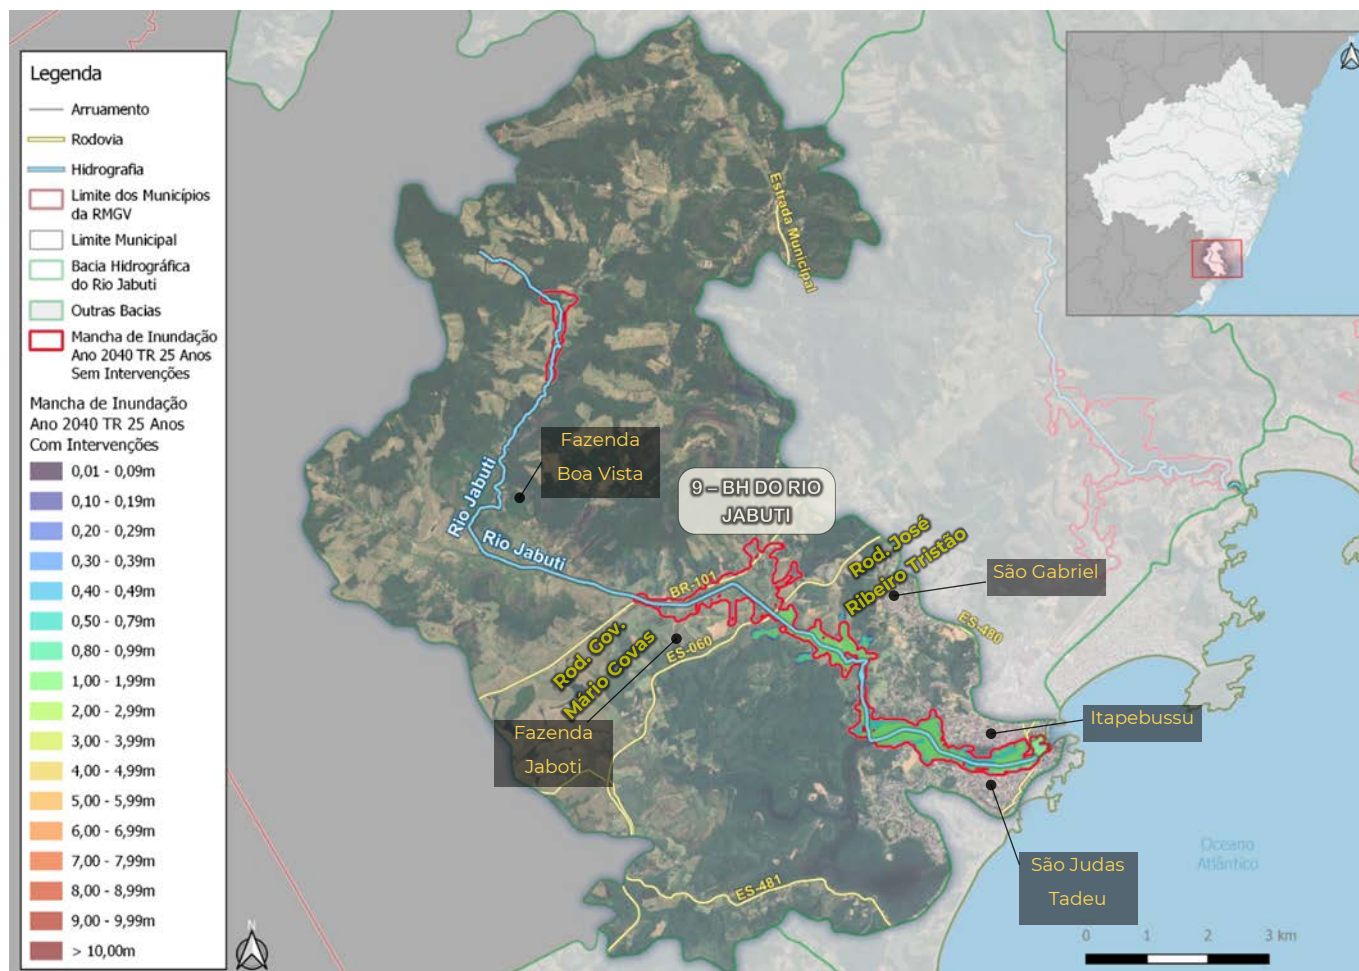 Legenda
Arruamento
Rodovia
Hidrografia
Limite dos Municípios
da RMGV
Limite Municipal
Bacia Hidrográfica
do Rio Jabuti
Outras Bacias
Mancha de Inundação
Ano 2040 TR 25 Anos
Sem Intervenções
Mancha de Inundação
Ano 2040 TR 25 Anos
Com Intervenções
0,01 - 0,09m
0,10 - 0,19m
0,20 - 0,29m
0,30 - 0,39m
0,40 - 0,49m
0,50 - 0,79m
0,80 - 0,99m
1,00 - 1,99m
2,00 - 2,99m
3,00 - 3,99m
4,00 - 4,99m
5,00 - 5,99m
6,00 - 6,99m
7,00 - 7,99m
8,00 - 8,99m
9,00 - 9,99m
> 10,00m
N
N
Estrada Municipal
Fazenda
Boa Vista
Rio Jabuti
Rio Jabuti
9 – BH DO RIO
JABUTI
BR-101
Rod. José
Ribeiro Tristão
São Gabriel
ES-480
Rod. Gov.
Mário Covas
ES-060
Fazenda
Jaboti
Itapebussu
São Judas
Tadeu
ES-481
Oceano
Atlântico
0 1 2 3 km